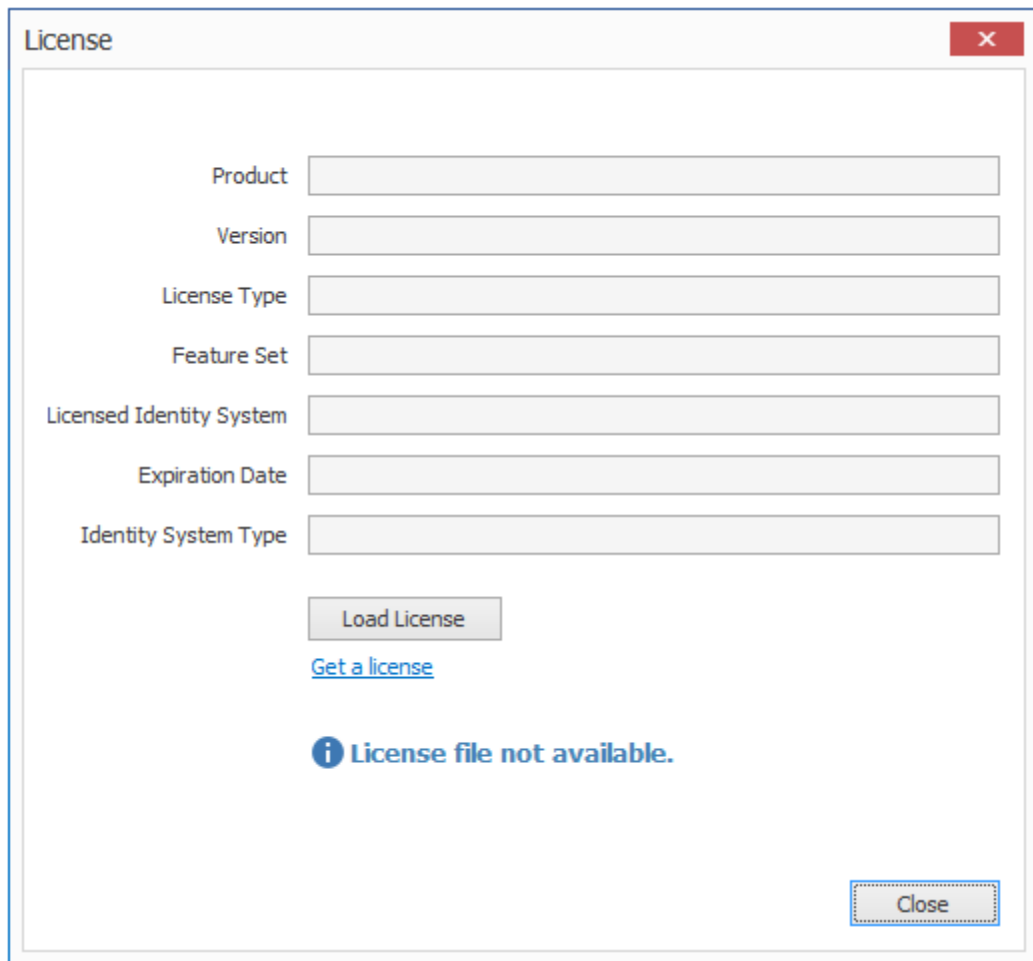 License
Product
Version
License Type
Feature Set
Licensed Identity System
Expiration Date
Identity System Type
Load License
Get a license
License file not available.
Close